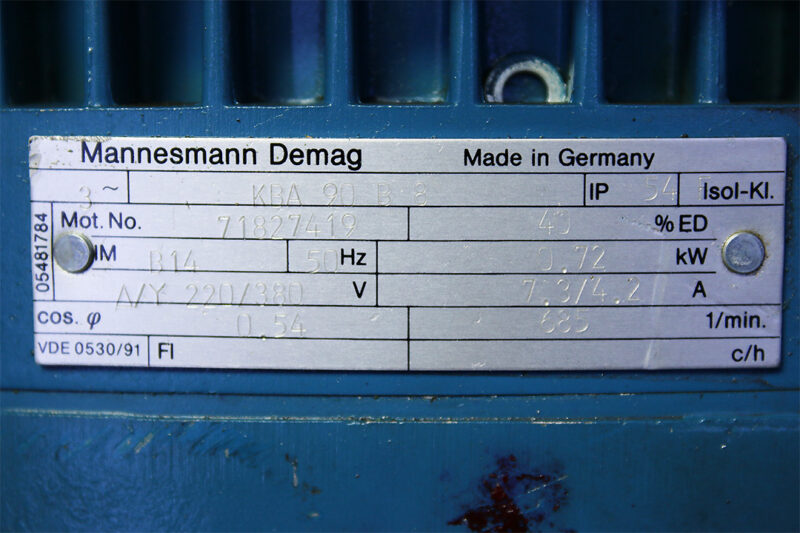 Mannesmann Demag Made in Germany
3 ~ KBA 90 B 8 IP 54 Isol-Kl.
Mot. No. 71827419 40 % ED
IM B14 50 Hz 0.72 kW
Δ/Y 220/380 V 7.3/4.2 A
cos. φ 0.54 685 1/min.
VDE 0530/91 FI c/h
05481784